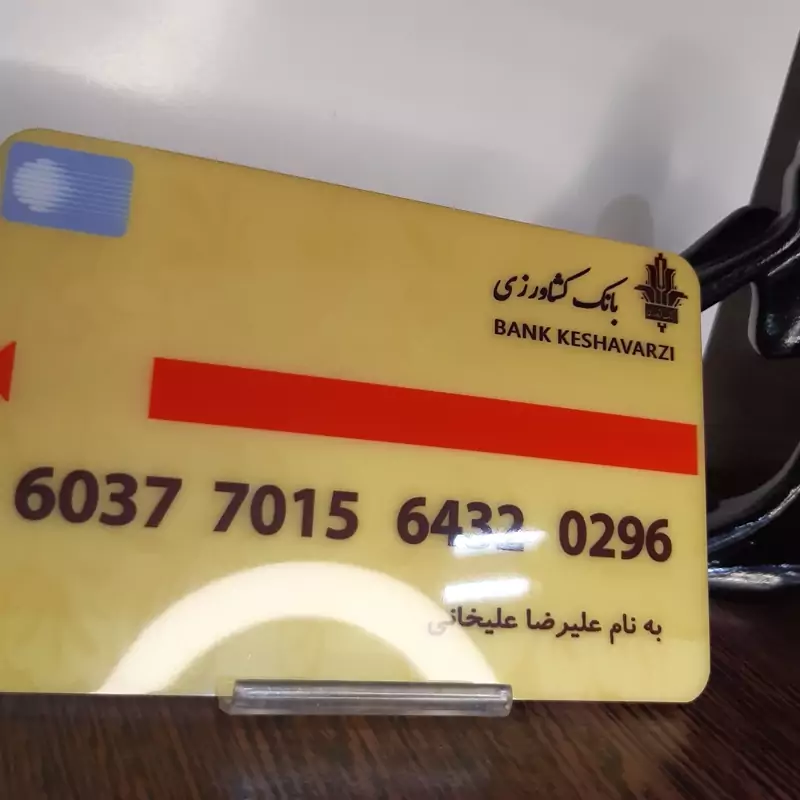 بانک کشاورزی
BANK KESHAVARZI
6037 7015 6432 0296
به نام علیرضا علیخانی